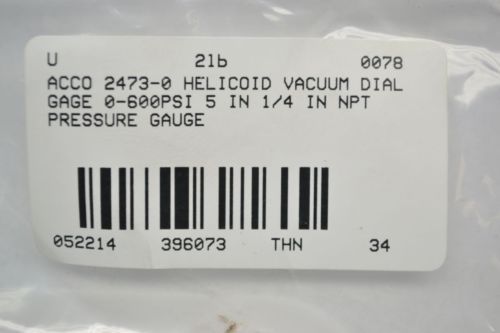 U 21b 0078
ACCO 2473-0 HELICOID VACUUM DIAL
GAGE 0-600PSI 5 IN 1/4 IN NPT
PRESSURE GAUGE
052214 396073 THN 34